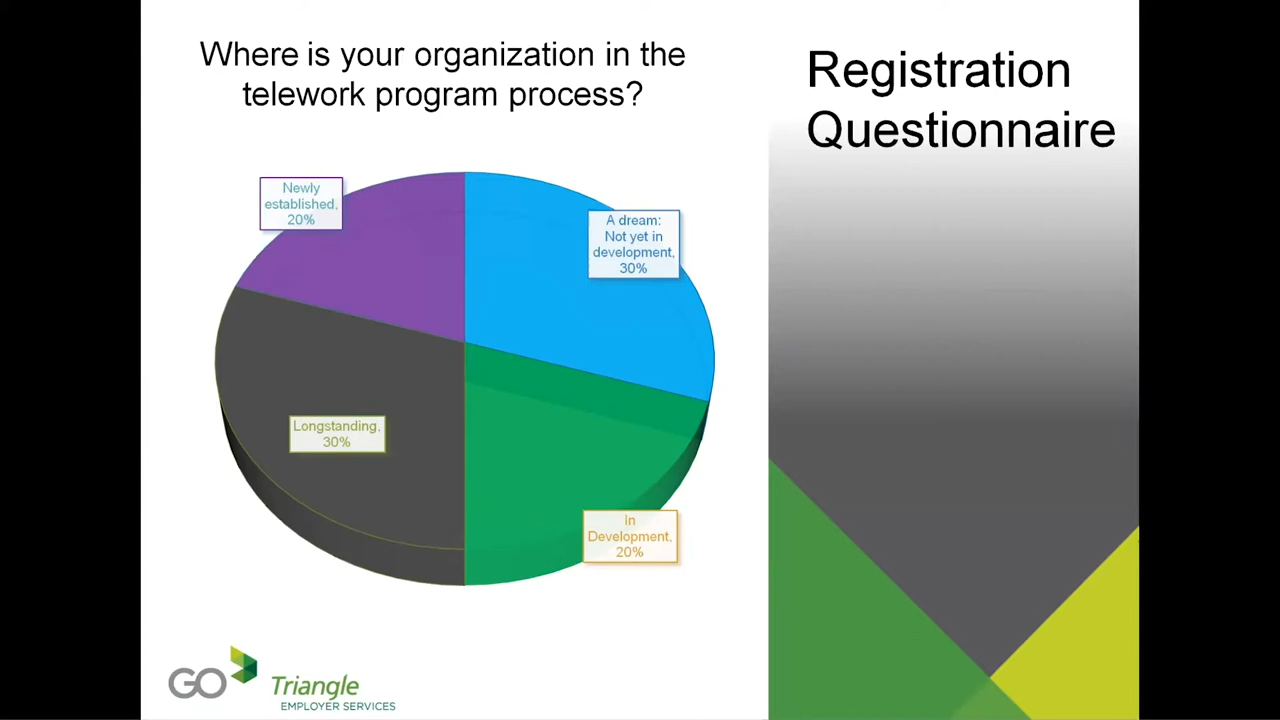 Where is your organization in the
telework program process?
Registration
Questionnaire
Newly
established,
20%
A dream:
Not yet in
development,
30%
Longstanding,
30%
In
Development,
20%
GO
Triangle
EMPLOYER SERVICES